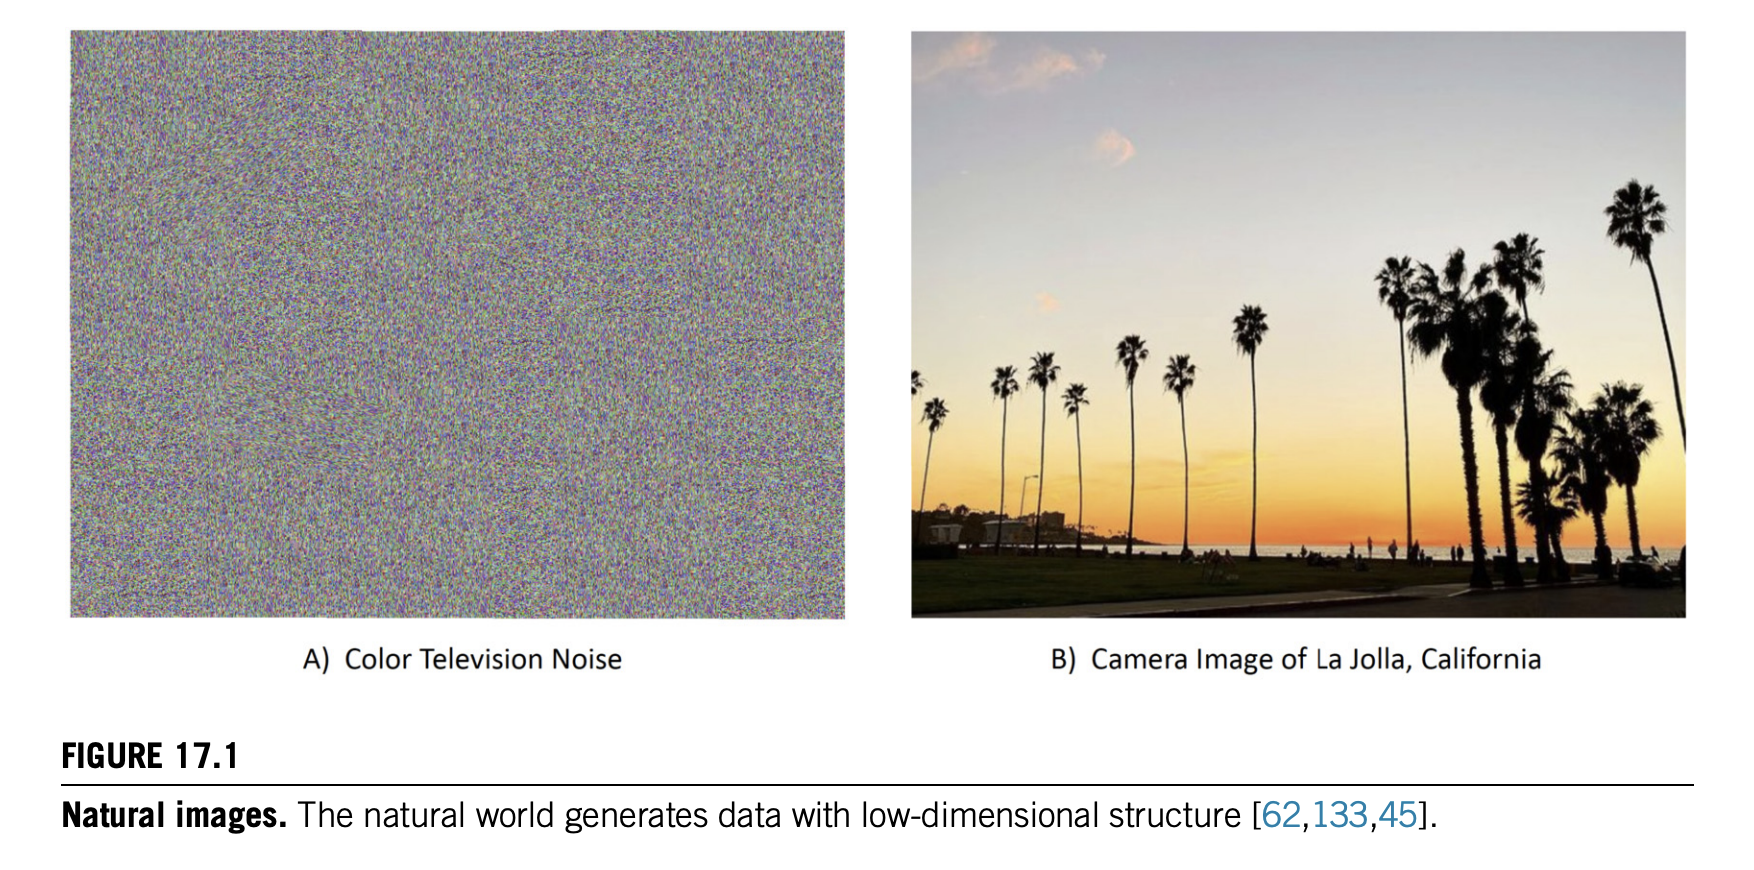 A) Color Television Noise
B) Camera Image of La Jolla, California
FIGURE 17.1
Natural images. The natural world generates data with low-dimensional structure [62,133,45].